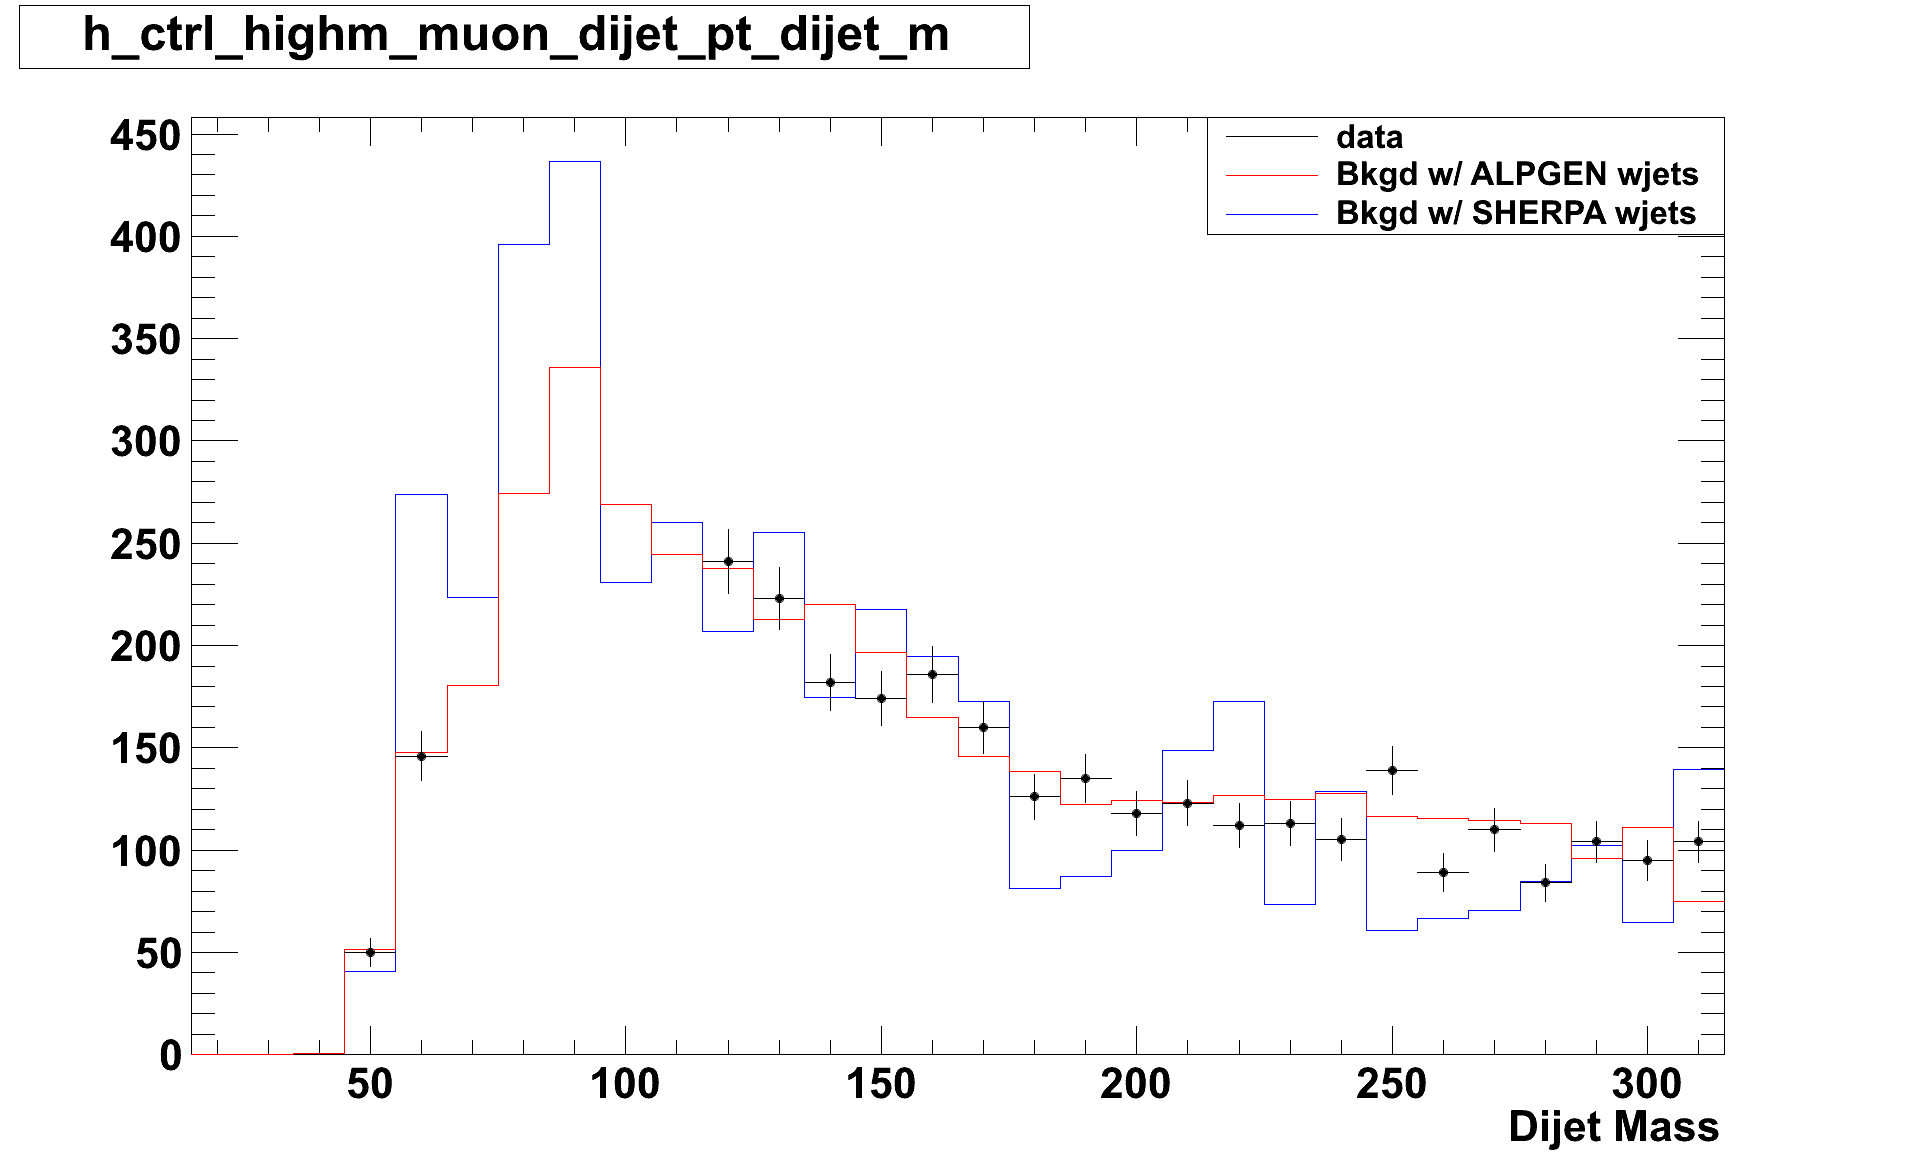 h_ctrl_highm_muon_dijet_pt_dijet_m
450
400
350
300
250
200
150
100
50
0
data
Bkgd w/ ALPGEN wjets
Bkgd w/ SHERPA wjets
50 100 150 200 250 300
Dijet Mass